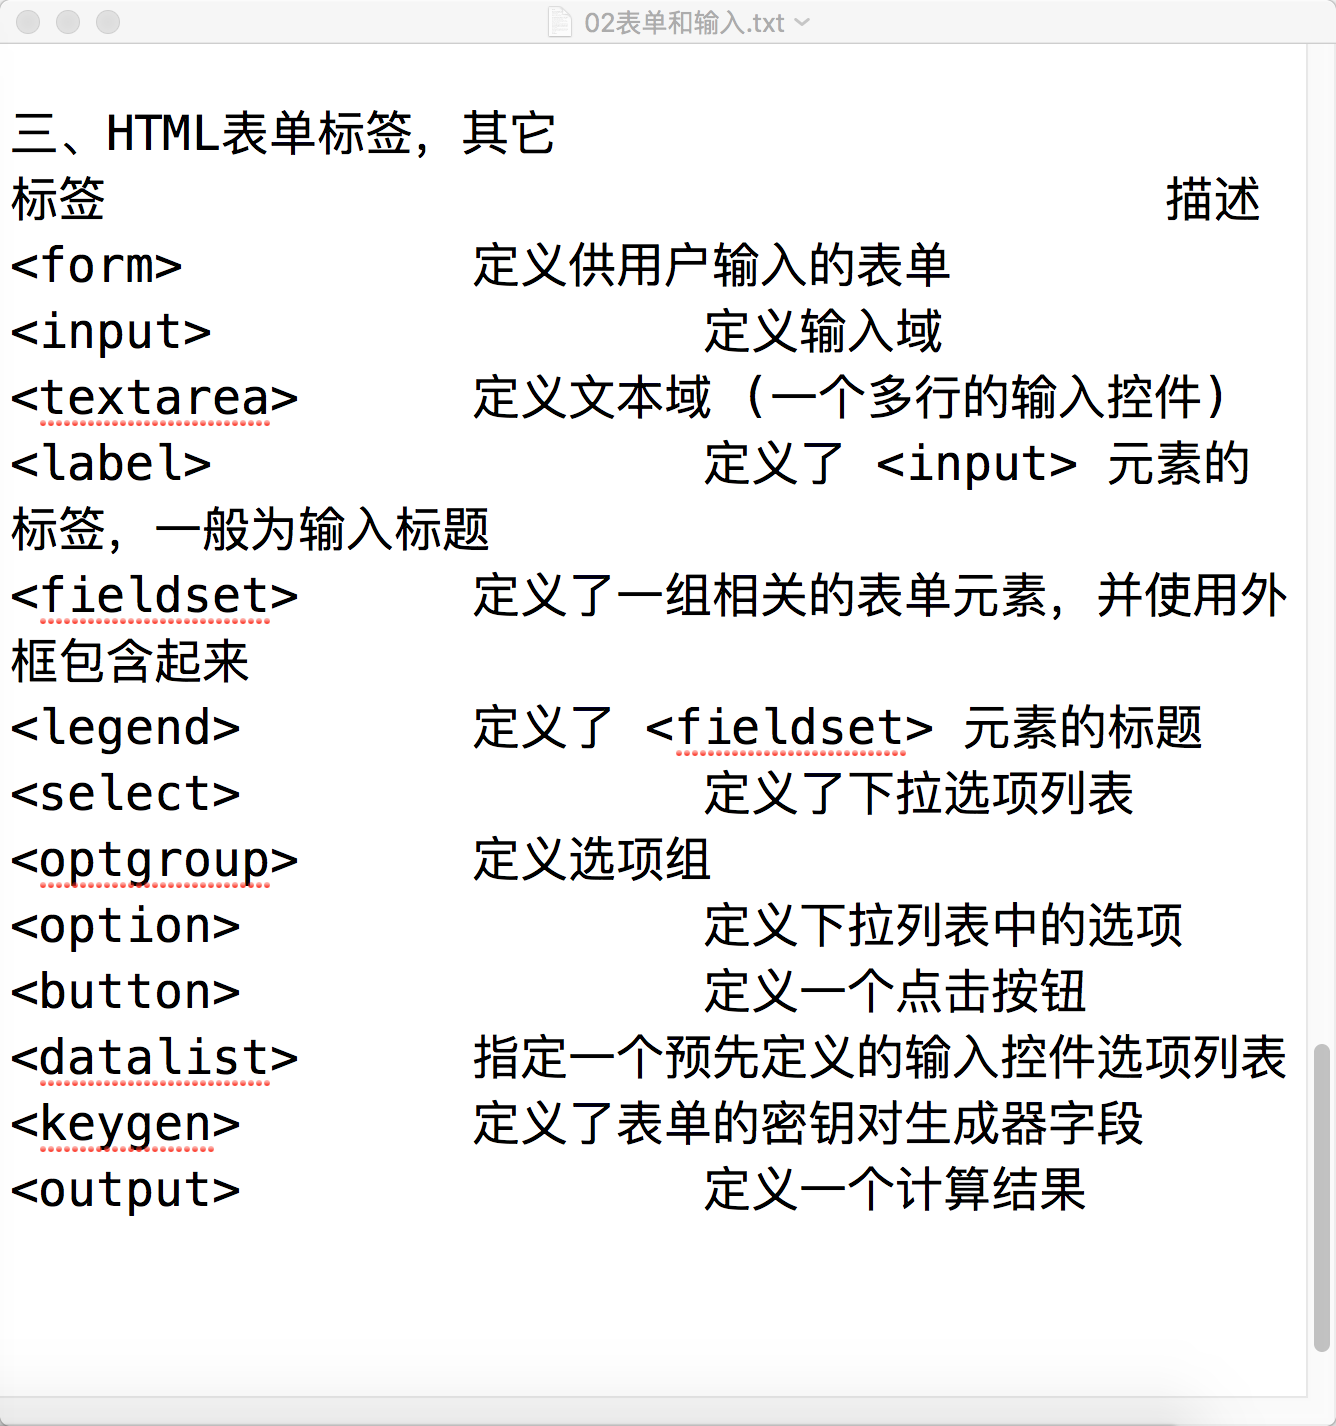 02表单和输入.txt
三、HTML表单标签，其它
标签 描述
<form> 定义供用户输入的表单
<input> 定义输入域
<textarea> 定义文本域 (一个多行的输入控件)
<label> 定义了 <input> 元素的
标签，一般为输入标题
<fieldset> 定义了一组相关的表单元素，并使用外
框包含起来
<legend> 定义了 <fieldset> 元素的标题
<select> 定义了下拉选项列表
<optgroup> 定义选项组
<option> 定义下拉列表中的选项
<button> 定义一个点击按钮
<datalist> 指定一个预先定义的输入控件选项列表
<keygen> 定义了表单的密钥对生成器字段
<output> 定义一个计算结果